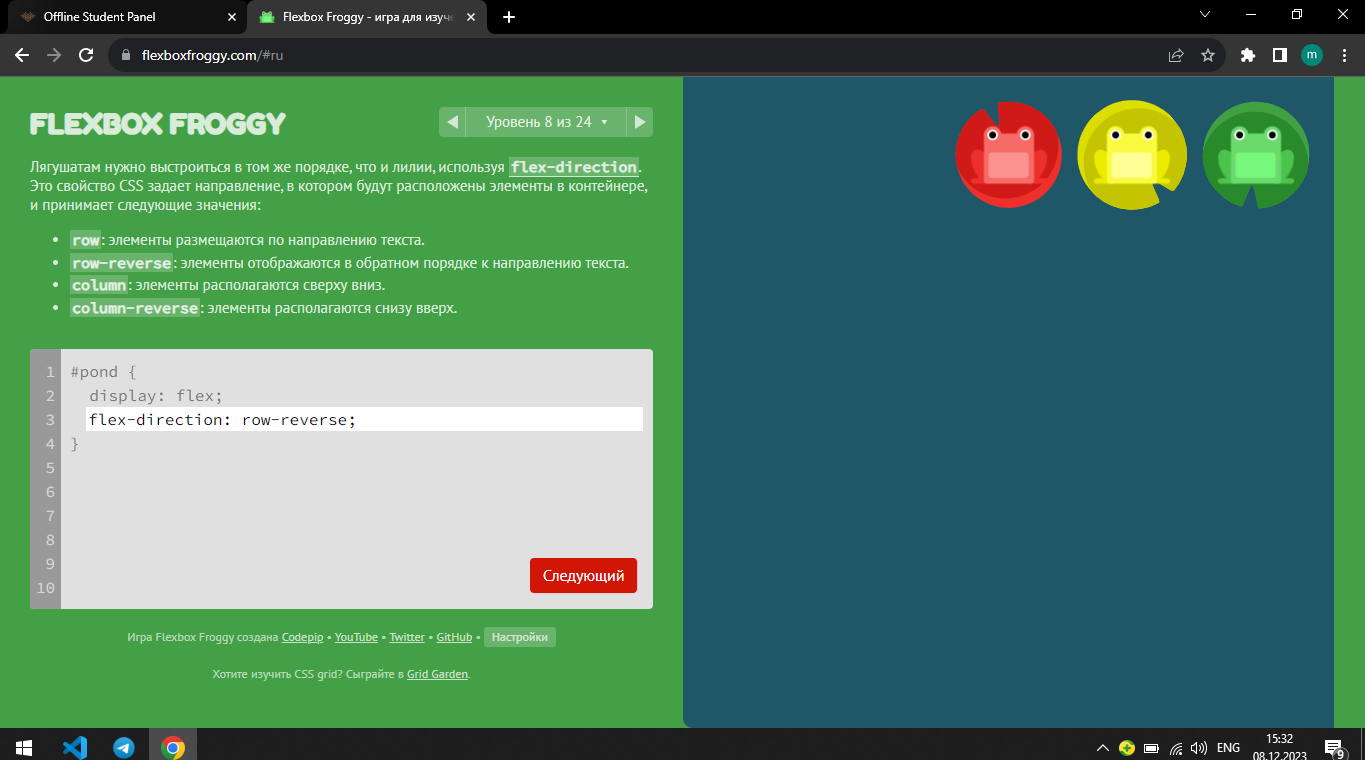 Offline Student Panel
Flexbox Froggy - игра для изуче
flexboxfroggy.com/#ru
m
FLEXBOX FROGGY
Уровень 8 из 24
Лягушатам нужно выстроиться в том же порядке, что и лилии, используя flex-direction.
Это свойство CSS задает направление, в котором будут расположены элементы в контейнере,
и принимает следующие значения:
row: элементы размещаются по направлению текста.
row-reverse: элементы отображаются в обратном порядке к направлению текста.
column: элементы располагаются сверху вниз.
column-reverse: элементы располагаются снизу вверх.
1 #pond {
2 display: flex;
3 flex-direction: row-reverse;
4 }
5
6
7
8
9
10
Следующий
Игра Flexbox Froggy создана Codepip • YouTube • Twitter • GitHub • Настройки
Хотите изучить CSS grid? Сыграйте в Grid Garden.
ENG
15:32
08.12.2023
9